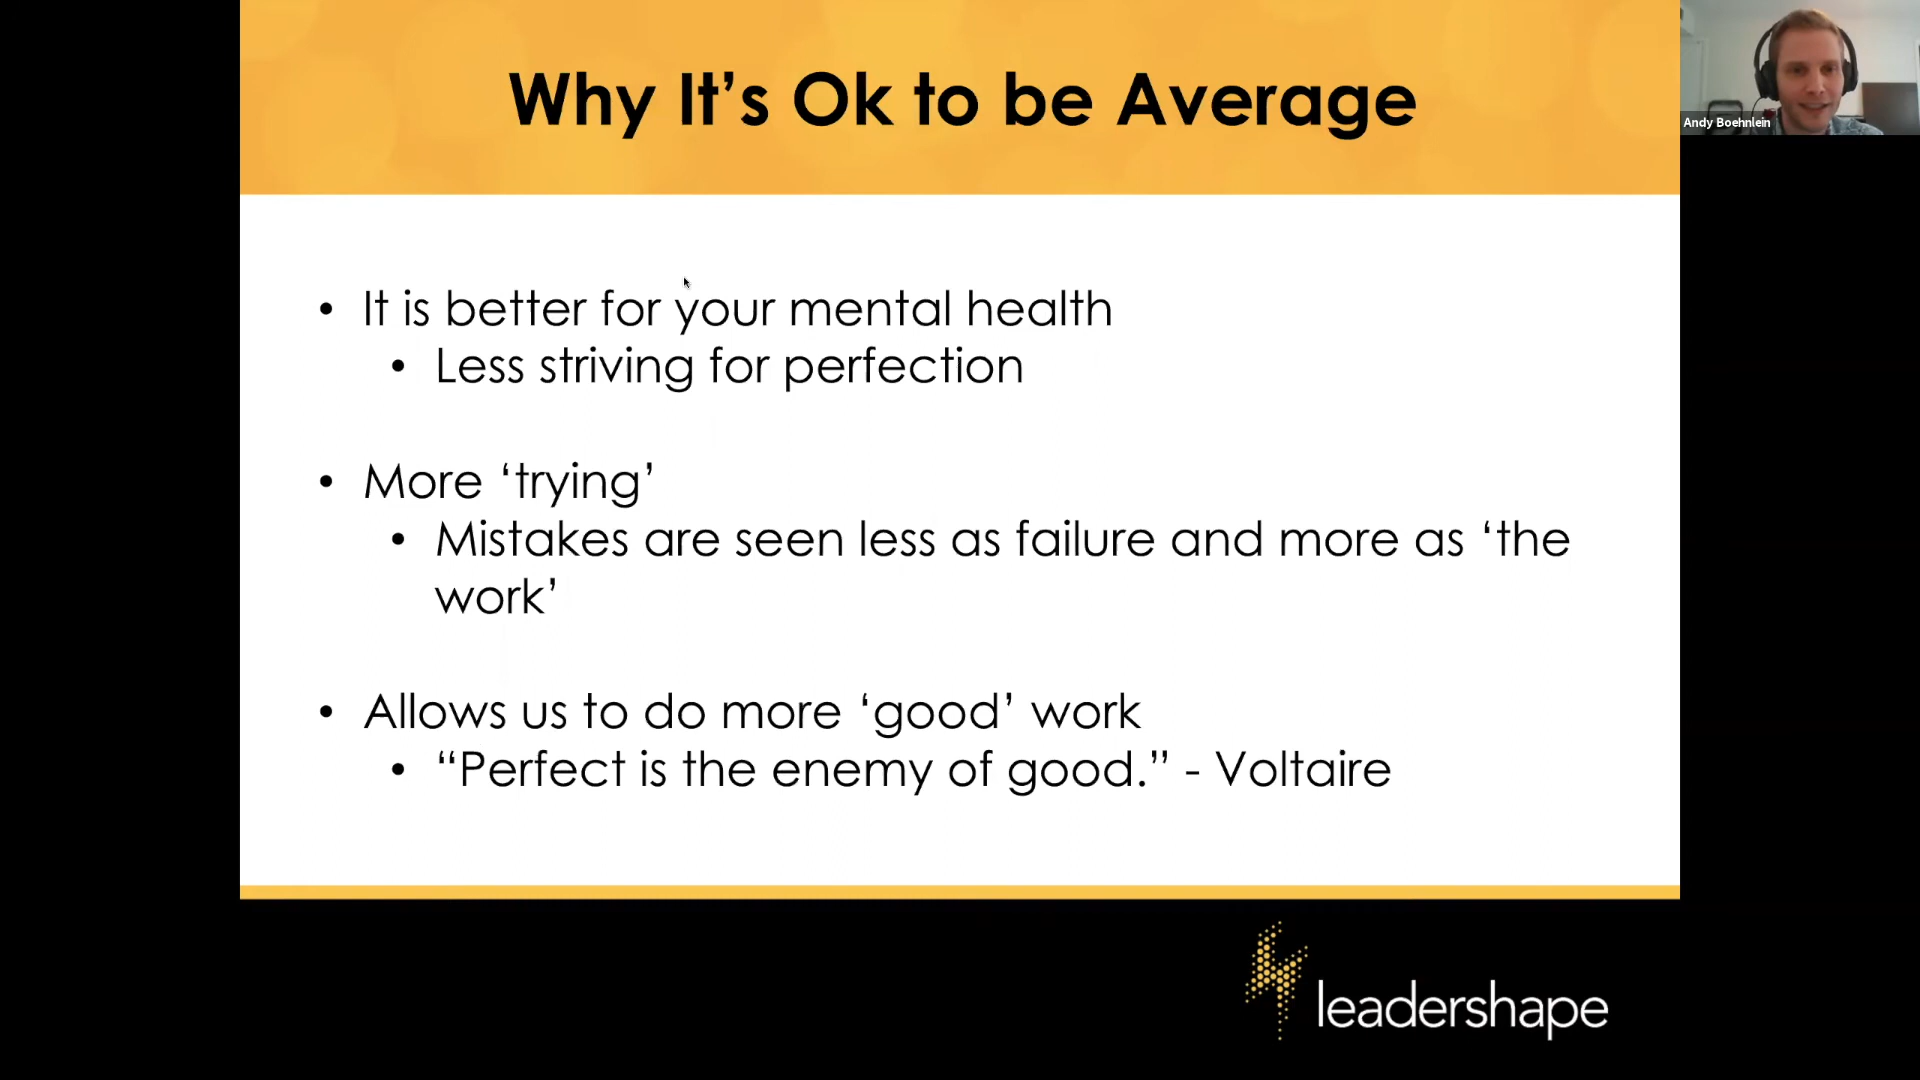 Why It’s Ok to be Average
Andy Boehnlein
• It is better for your mental health
• Less striving for perfection
• More ‘trying’
• Mistakes are seen less as failure and more as ‘the
work’
• Allows us to do more ‘good’ work
• “Perfect is the enemy of good.” - Voltaire
leadershape